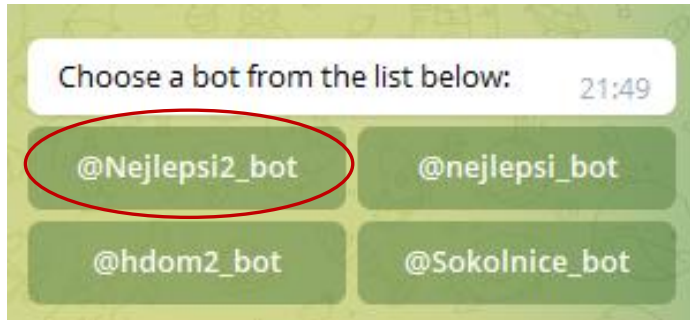 Choose a bot from the list below:
21:49
@Nejlepsi2_bot @nejlepsi_bot
@hdom2_bot @Sokolnice_bot